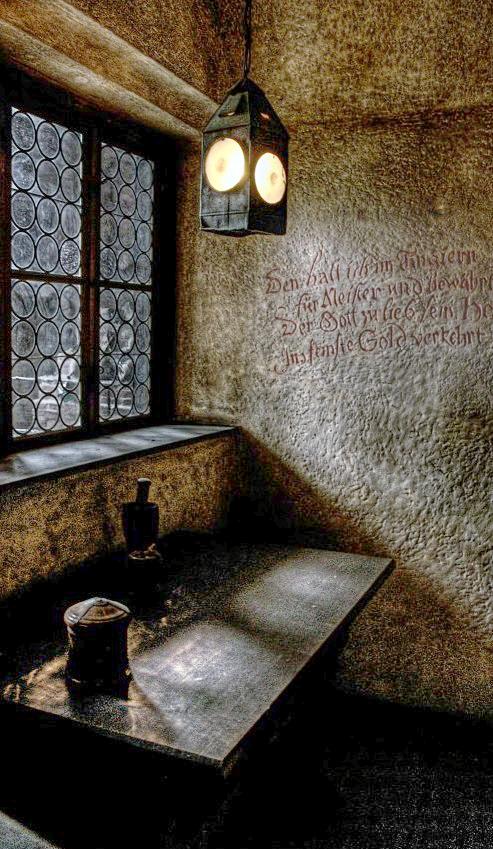 Den halt ich im Finstern
für Meister und bewährt
Der Gott zu lieb sein
Ins feinste Gold verkehrt